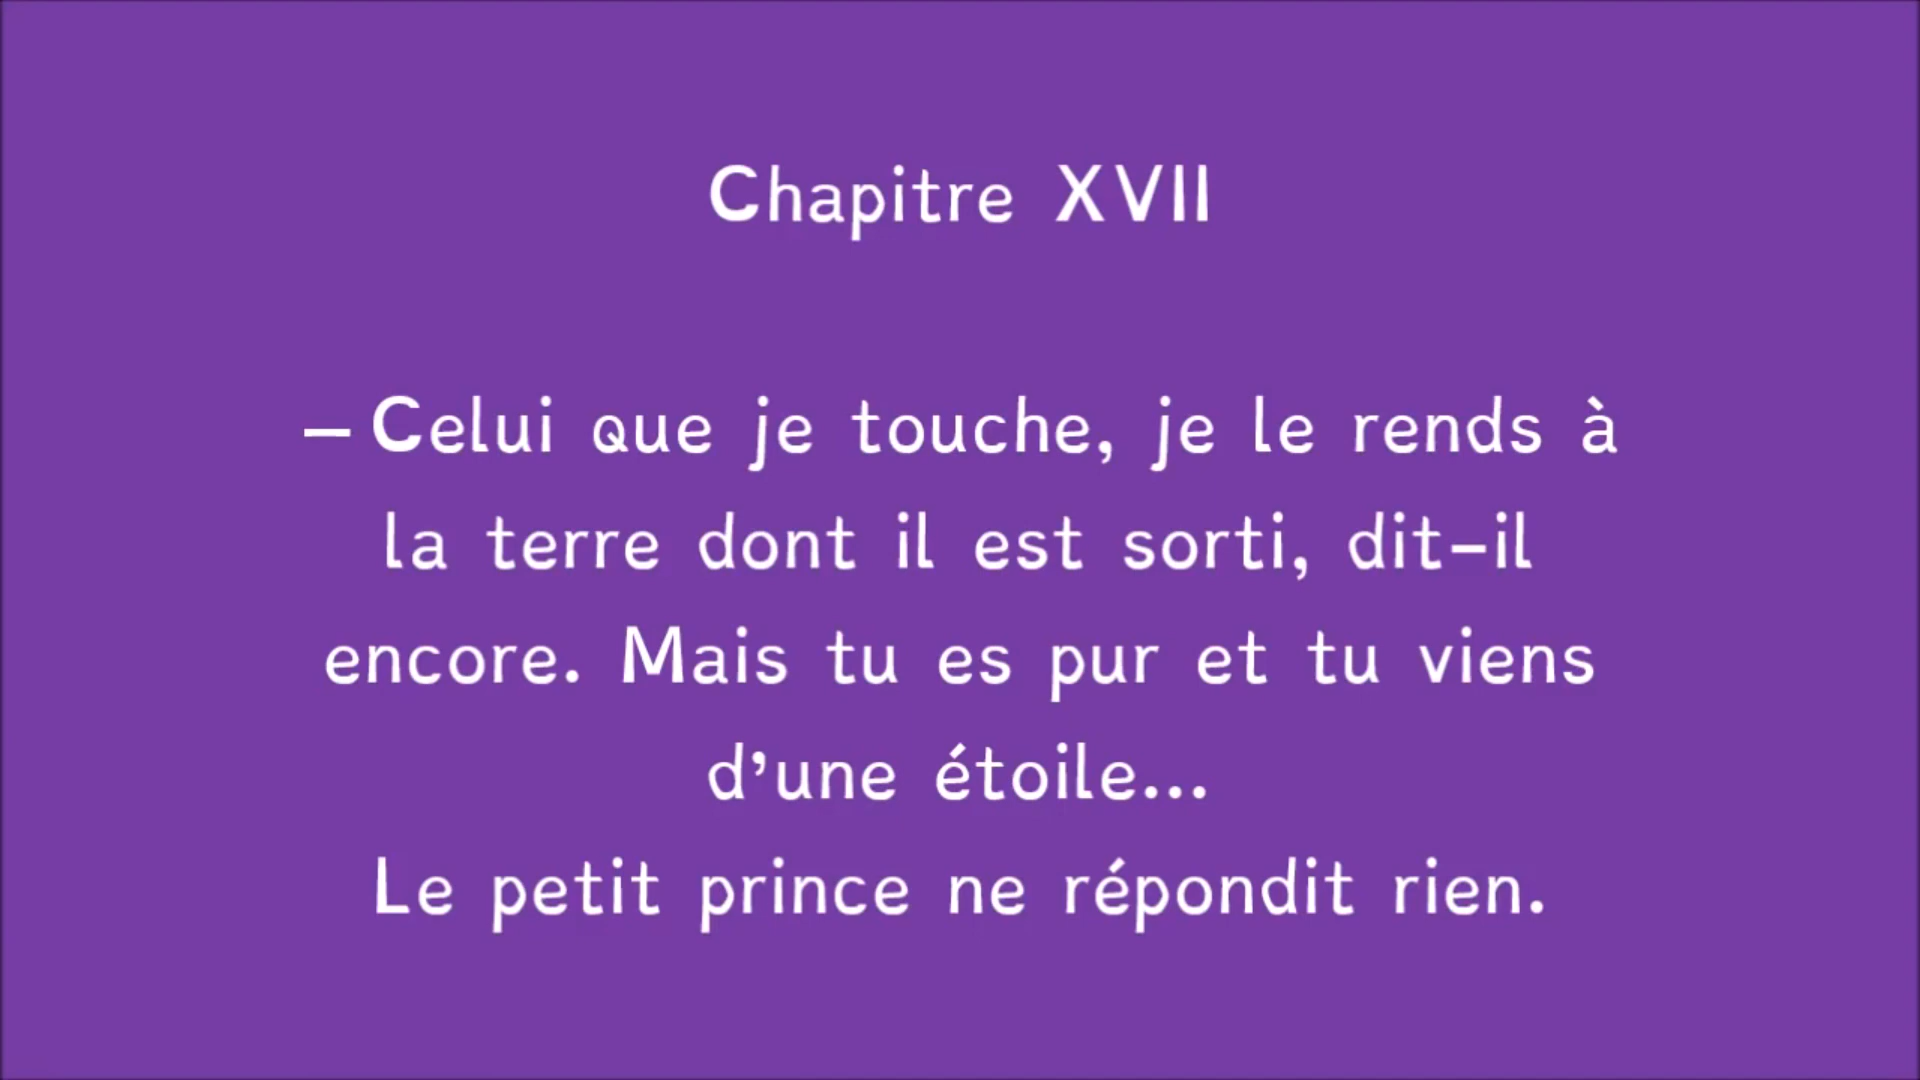 Chapitre XVII
– Celui que je touche, je le rends à
la terre dont il est sorti, dit-il
encore. Mais tu es pur et tu viens
d’une étoile...
Le petit prince ne répondit rien.